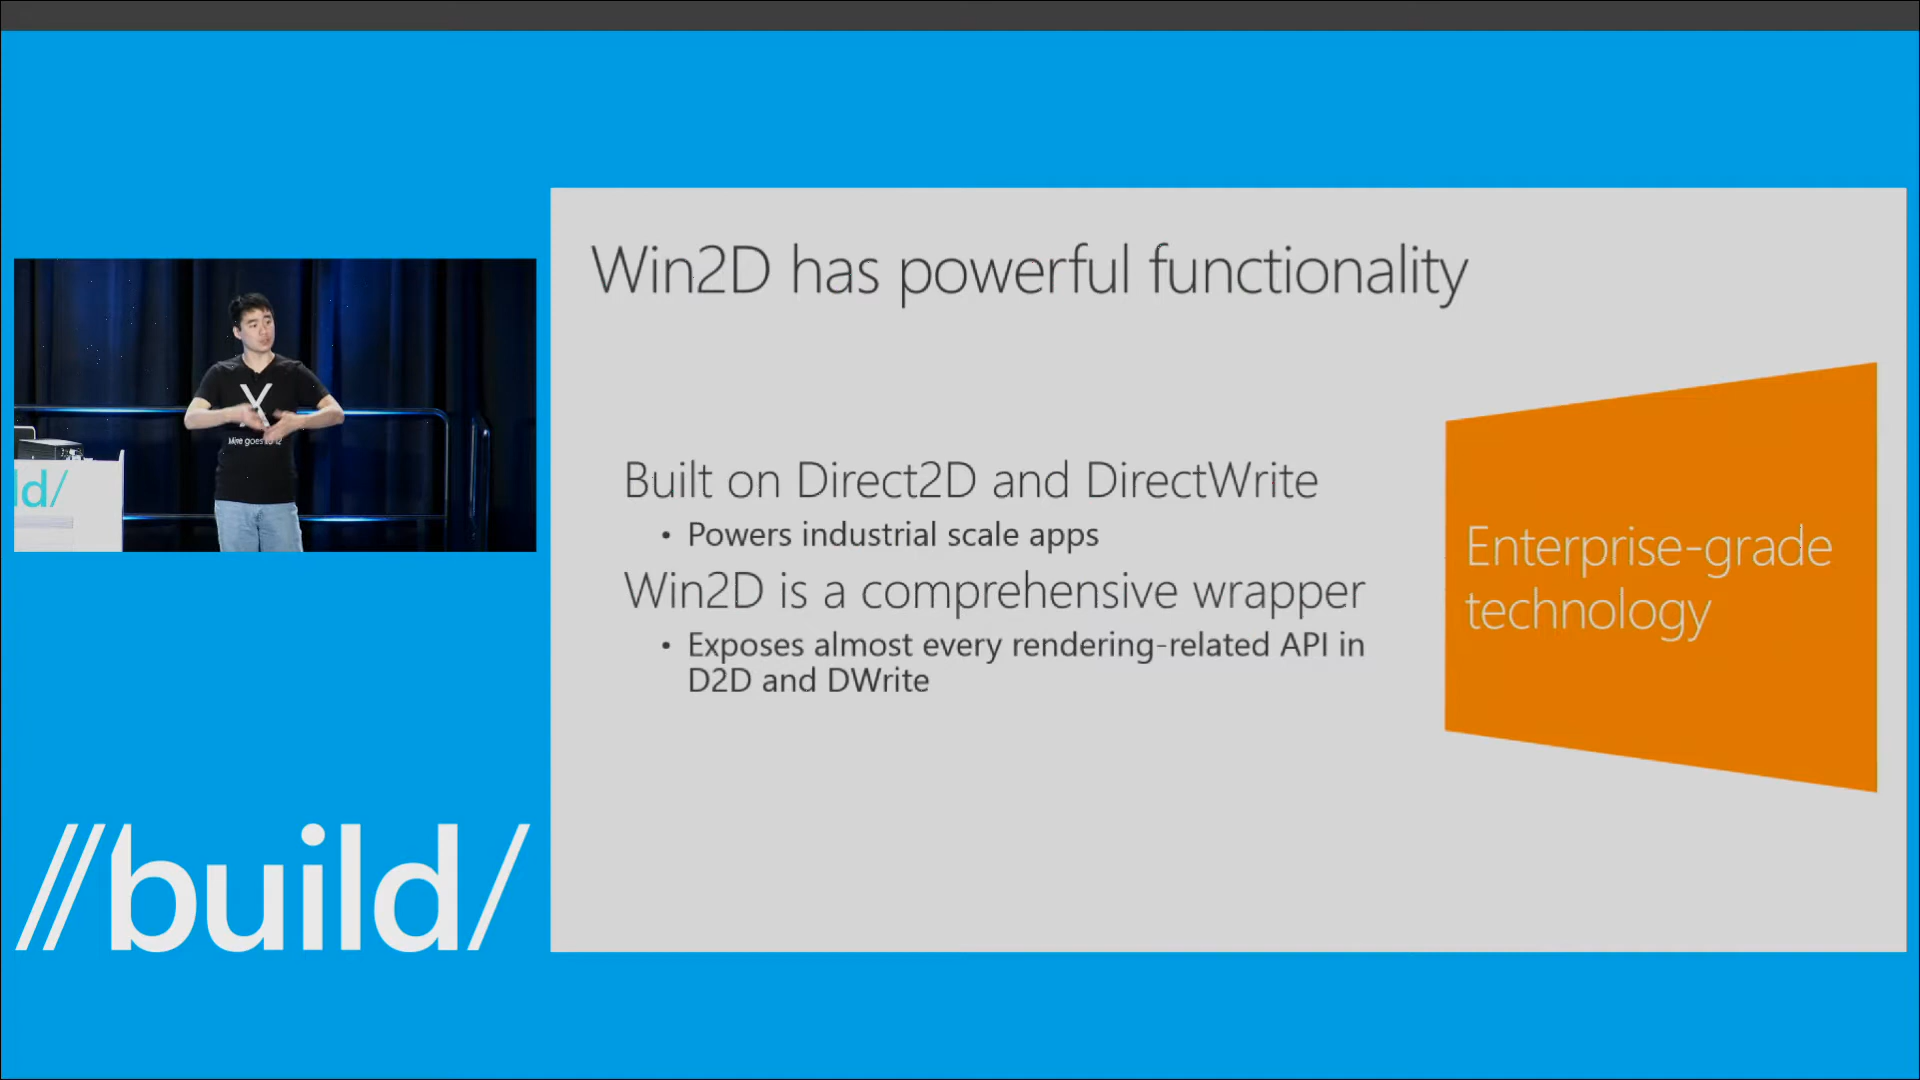 Win2D has powerful functionality
Built on Direct2D and DirectWrite
• Powers industrial scale apps
Win2D is a comprehensive wrapper
• Exposes almost every rendering-related API in
D2D and DWrite
Enterprise-grade
technology
ld/
//build/